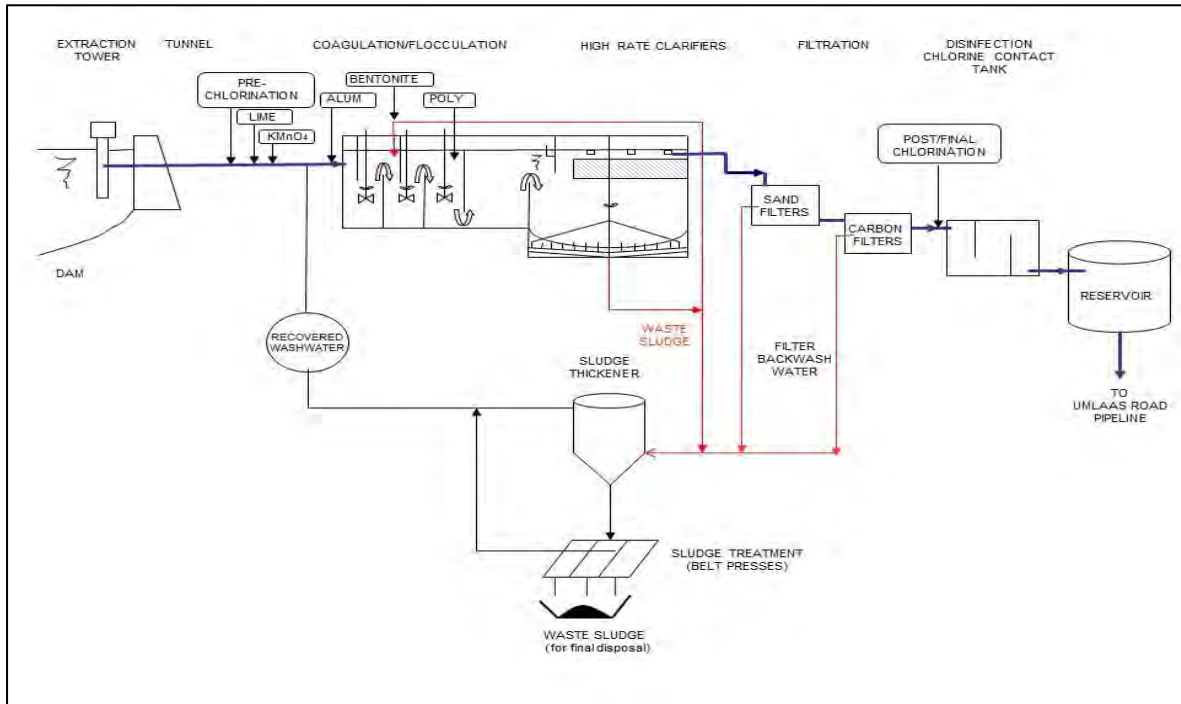 EXTRACTION
TOWER
TUNNEL
COAGULATION/FLOCCULATION
HIGH RATE CLARIFIERS
FILTRATION
DISINFECTION
CHLORINE CONTACT
TANK
PRE-
CHLORINATION
LIME
KMnO4
ALUM
BENTONITE
POLY
POST/FINAL
CHLORINATION
SAND
FILTERS
CARBON
FILTERS
DAM
RESERVOIR
RECOVERED
WASHWATER
WASTE
SLUDGE
SLUDGE
THICKENER
FILTER
BACKWASH
WATER
TO
UMLAAS ROAD
PIPELINE
SLUDGE TREATMENT
(BELT PRESSES)
WASTE SLUDGE
(for final disposal)